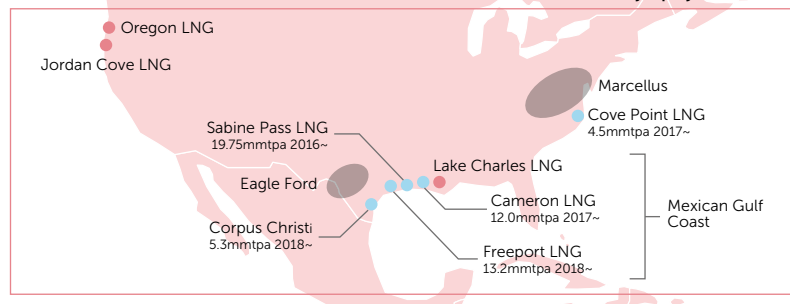 Oregon LNG
Jordan Cove LNG
Marcellus
Cove Point LNG
4.5mmtpa 2017~
Sabine Pass LNG
19.75mmtpa 2016~
Lake Charles LNG
Eagle Ford
Cameron LNG
12.0mmtpa 2017~
Mexican Gulf
Coast
Corpus Christi
5.3mmtpa 2018~
Freeport LNG
13.2mmtpa 2018~